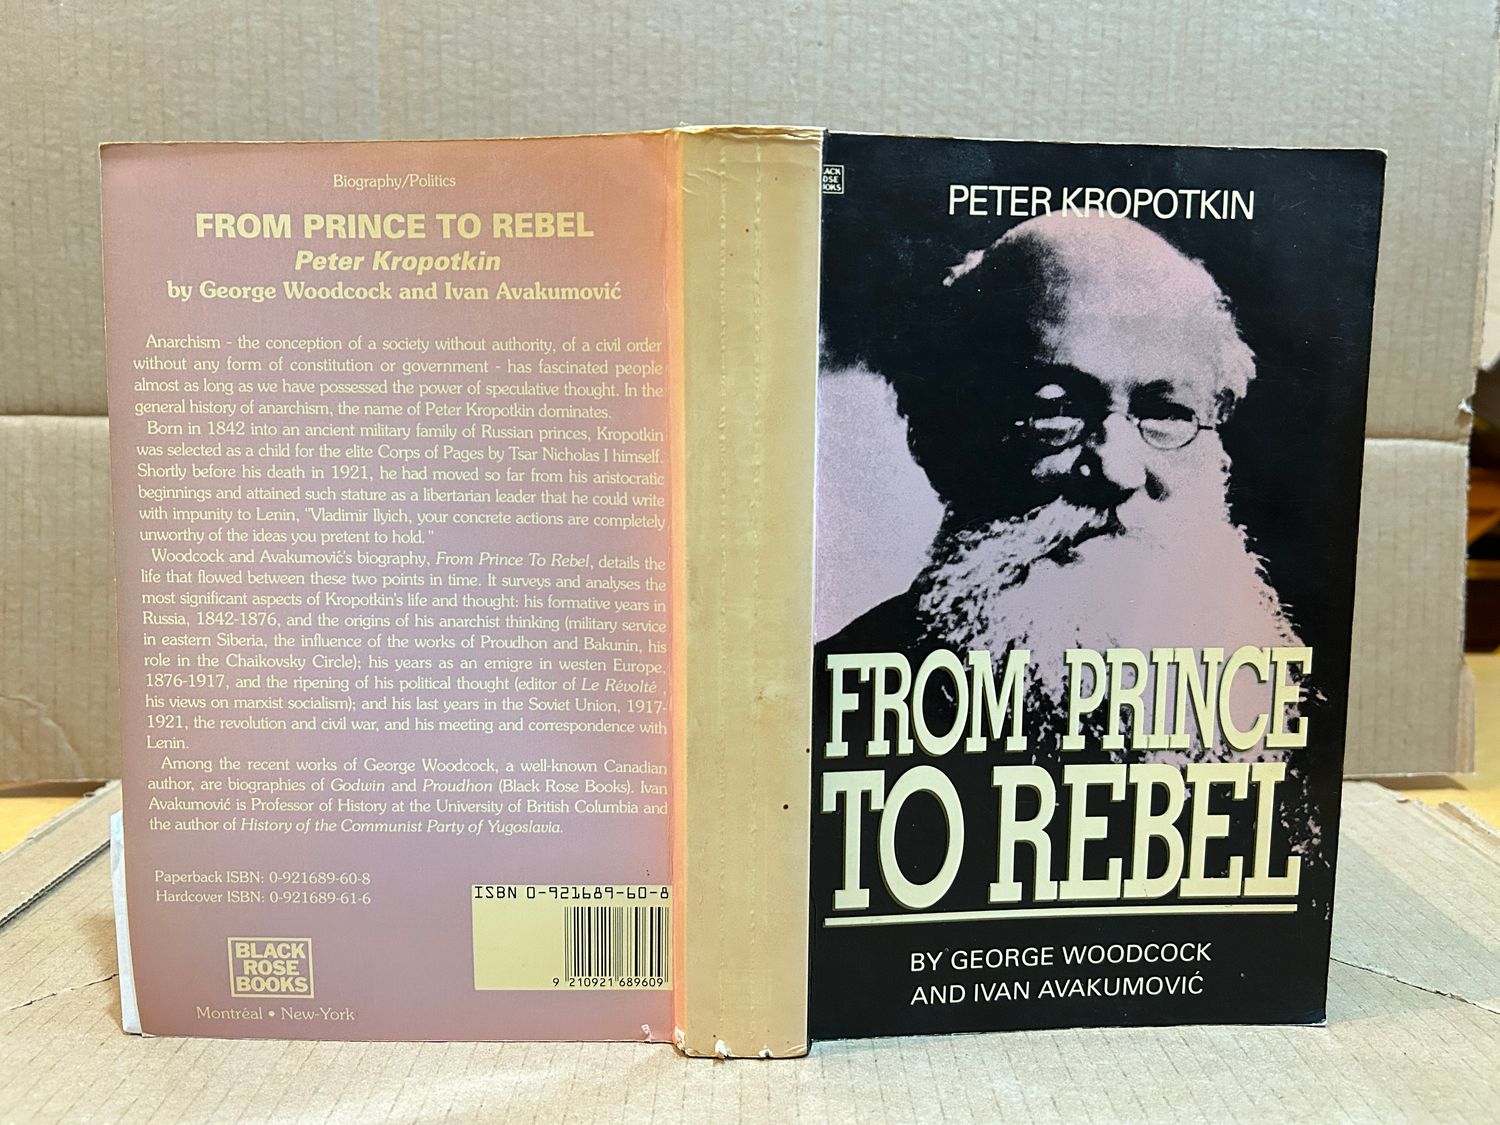 Biography/Politics
FROM PRINCE TO REBEL
Peter Kropotkin
by George Woodcock and Ivan Avakumović
Anarchism - the conception of a society without authority, of a civil order
without any form of constitution or government - has fascinated people
almost as long as we have possessed the power of speculative thought. In the
general history of anarchism, the name of Peter Kropotkin dominates.
Born in 1842 into an ancient military family of Russian princes, Kropotkin
was selected as a child for the elite Corps of Pages by Tsar Nicholas I himself.
Shortly before his death in 1921, he had moved so far from his aristocratic
beginnings and attained such stature as a libertarian leader that he could write
with impunity to Lenin, "Vladimir Ilyich, your concrete actions are completely
unworthy of the ideas you pretent to hold."
Woodcock and Avakumović's biography, From Prince To Rebel, details the
life that flowed between these two points in time. It surveys and analyses the
most significant aspects of Kropotkin's life and thought: his formative years in
Russia, 1842-1876, and the origins of his anarchist thinking (military service
in eastern Siberia, the influence of the works of Proudhon and Bakunin, his
role in the Chaikovsky Circle); his years as an emigre in westen Europe,
1876-1917, and the ripening of his political thought (editor of Le Révolté ,
his views on marxist socialism); and his last years in the Soviet Union, 1917-
1921, the revolution and civil war, and his meeting and correspondence with
Lenin.
Among the recent works of George Woodcock, a well-known Canadian
author, are biographies of Godwin and Proudhon (Black Rose Books). Ivan
Avakumović is Professor of History at the University of British Columbia and
the author of History of the Communist Party of Yugoslavia.
Paperback ISBN: 0-921689-60-8
Hardcover ISBN: 0-921689-61-6
ISBN 0-921689-60-8
9 210921 689609
BLACK
ROSE
BOOKS
Montréal • New-York
PETER KROPOTKIN
FROM PRINCE
TO REBEL
BY GEORGE WOODCOCK
AND IVAN AVAKUMOVIĆ